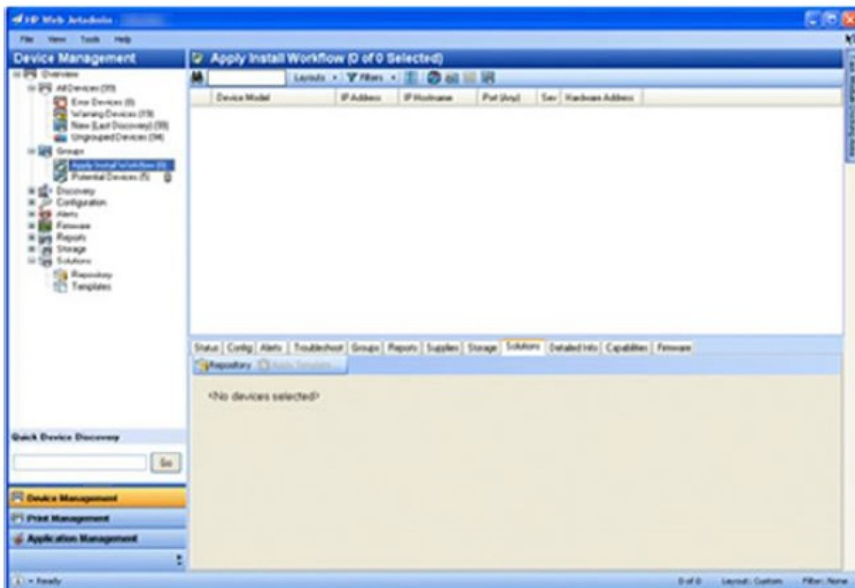 HP Web Jetadmin
File View Tools Help
Device Management
Apply Install Workflow (0 of 0 Selected)
Layouts Filters
Device Model IP Address IP Hostname Port (Any) Sev Hardware Address
Overview
All Devices (99)
Error Devices (6)
Warning Devices (19)
New (Last Discovery) (99)
Ungrouped Devices (94)
Groups
Apply Install Workflow (0)
Potential Devices (5)
Discovery
Configuration
Alerts
Firmware
Reports
Storage
Solutions
Repository
Templates
Status Config Alerts Troubleshoot Groups Reports Supplies Storage Solutions Detailed Info Capabilities Firmware
Repository Apply Template...
<No devices selected>
Quick Device Discovery
Go
Device Management
Print Management
Application Management
Ready
0 of 0 Layout: Custom Filter: None